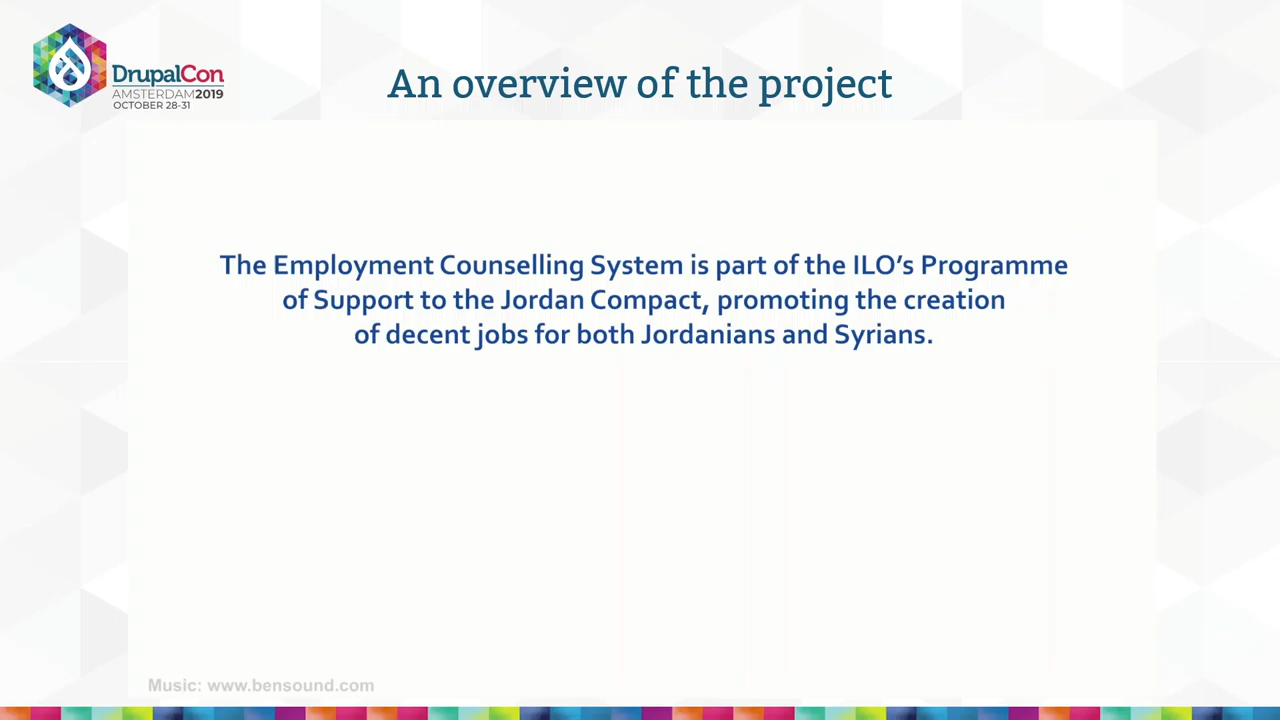 DrupalCon
AMSTERDAM2019
OCTOBER 28-31
An overview of the project
The Employment Counselling System is part of the ILO’s Programme
of Support to the Jordan Compact, promoting the creation
of decent jobs for both Jordanians and Syrians.
Music: www.bensound.com